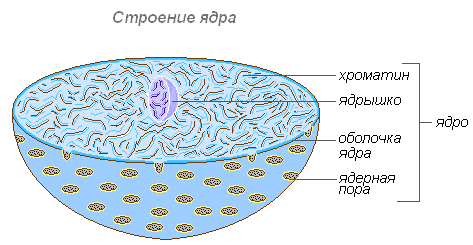 Строение ядра
хроматин
ядрышко
ядро
оболочка
ядра
ядерная
пора